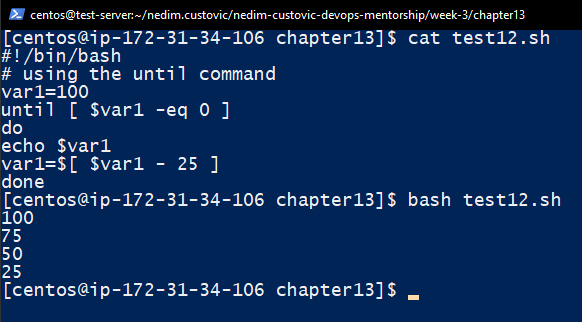 centos@test-server:~/nedim.custovic/nedim-custovic-devops-mentorship/week-3/chapter13
[centos@ip-172-31-34-106 chapter13]$ cat test12.sh
#!/bin/bash
# using the until command
var1=100
until [ $var1 -eq 0 ]
do
echo $var1
var1=$[ $var1 - 25 ]
done
[centos@ip-172-31-34-106 chapter13]$ bash test12.sh
100
75
50
25
[centos@ip-172-31-34-106 chapter13]$